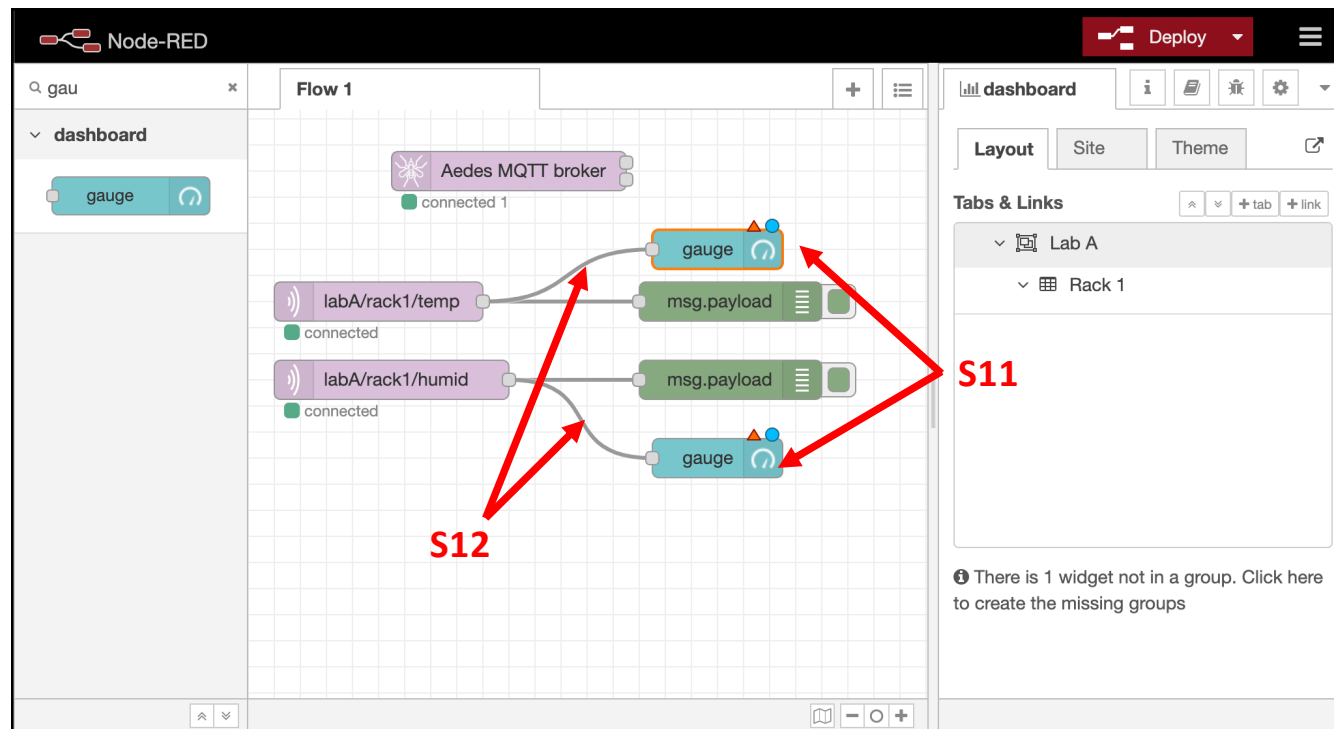 Node-RED
Deploy
gau
dashboard
gauge
Flow 1
Aedes MQTT broker
connected 1
gauge
labA/rack1/temp
msg.payload
connected
labA/rack1/humid
msg.payload
connected
gauge
S11
S12
dashboard
Layout
Site
Theme
Tabs & Links
tab
link
Lab A
Rack 1
There is 1 widget not in a group. Click here
to create the missing groups